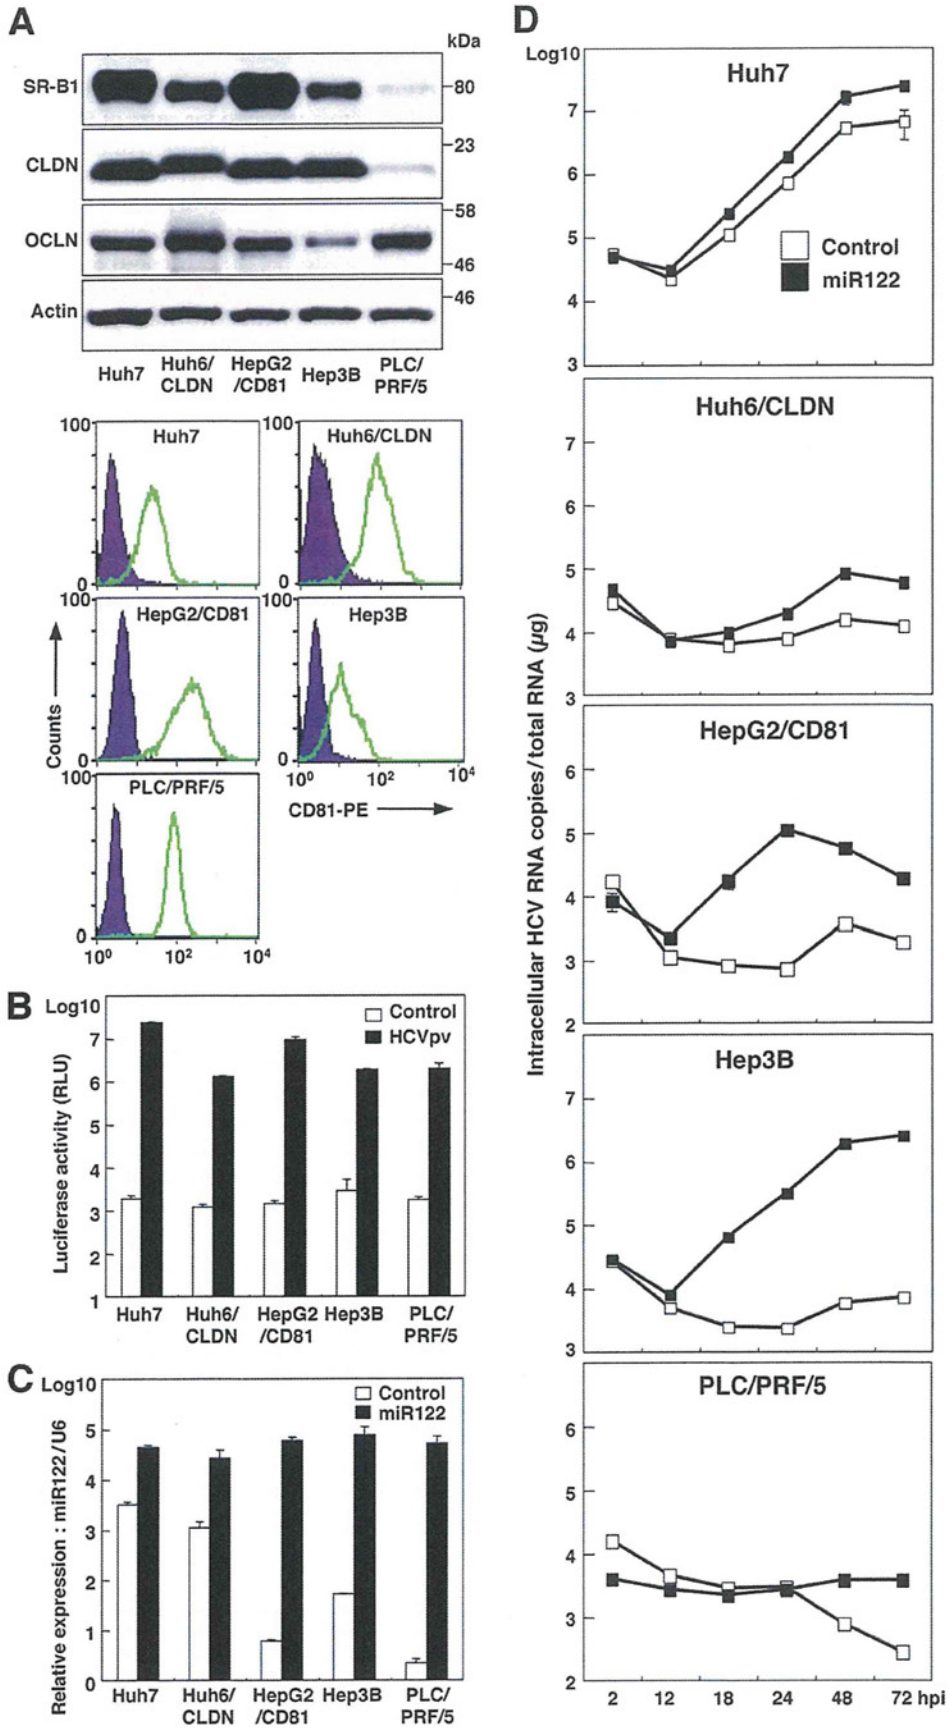 A
kDa
SR-B1
80
CLDN
23
OCLN
58
46
Actin
46
Huh7
Huh6/
CLDN
HepG2
/CD81
Hep3B
PLC/
PRF/5
100
Huh7
0
100
Huh6/CLDN
0
100
HepG2/CD81
0
100
Hep3B
0
10⁰ 10² 10⁴
CD81-PE
Counts
100
PLC/PRF/5
0
10⁰ 10² 10⁴
B
Log10
Control
HCVpv
7
6
5
4
3
2
1
Luciferase activity (RLU)
Huh7
Huh6/
CLDN
HepG2
/CD81
Hep3B
PLC/
PRF/5
C
Log10
Control
miR122
5
4
3
2
1
0
Relative expression : miR122/U6
Huh7
Huh6/
CLDN
HepG2
/CD81
Hep3B
PLC/
PRF/5
D
Log10
Huh7
7
6
5
4
3
Control
miR122
Huh6/CLDN
7
6
5
4
3
Intracellular HCV RNA copies/total RNA (μg)
HepG2/CD81
6
5
4
3
2
Hep3B
7
6
5
4
3
PLC/PRF/5
6
5
4
3
2
2 12 18 24 48 72 hpi